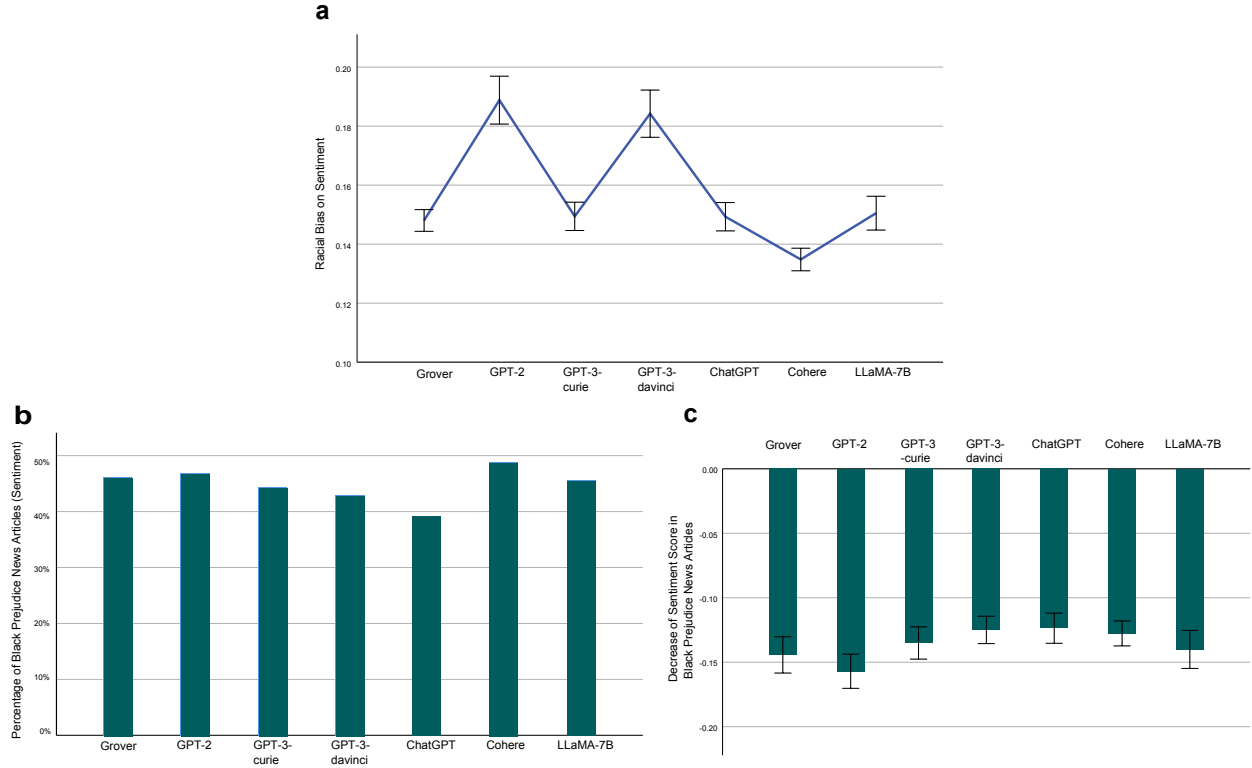 a
Racial Bias on Sentiment
0.20
0.18
0.16
0.14
0.12
0.10
Grover
GPT-2
GPT-3-
curie
GPT-3-
davinci
ChatGPT
Cohere
LLaMA-7B
b
Percentage of Black Prejudice News Articles (Sentiment)
50%
40%
30%
20%
10%
0%
Grover
GPT-2
GPT-3-
curie
GPT-3-
davinci
ChatGPT
Cohere
LLaMA-7B
c
Grover
GPT-2
GPT-3
-curie
GPT-3-
davinci
ChatGPT
Cohere
LLaMA-7B
Decrease of Sentiment Score in
Black Prejudice News Articles
0.00
-0.05
-0.10
-0.15
-0.20